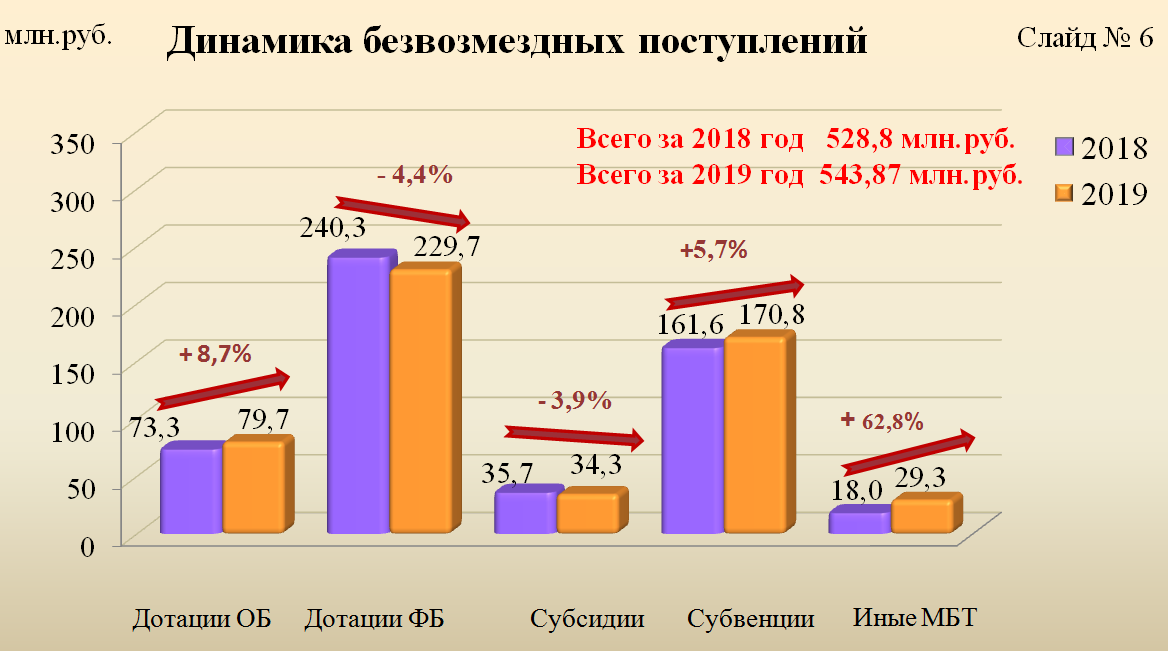 млн.руб.
Динамика безвозмездных поступлений
Слайд № 6
Всего за 2018 год 528,8 млн.руб.
Всего за 2019 год 543,87 млн.руб.
2018
2019
350
300
250
200
150
100
50
0
+ 8,7%
73,3
79,7
- 4,4%
240,3
229,7
- 3,9%
35,7
34,3
+5,7%
161,6
170,8
+ 62,8%
18,0
29,3
Дотации ОБ
Дотации ФБ
Субсидии
Субвенции
Иные МБТ